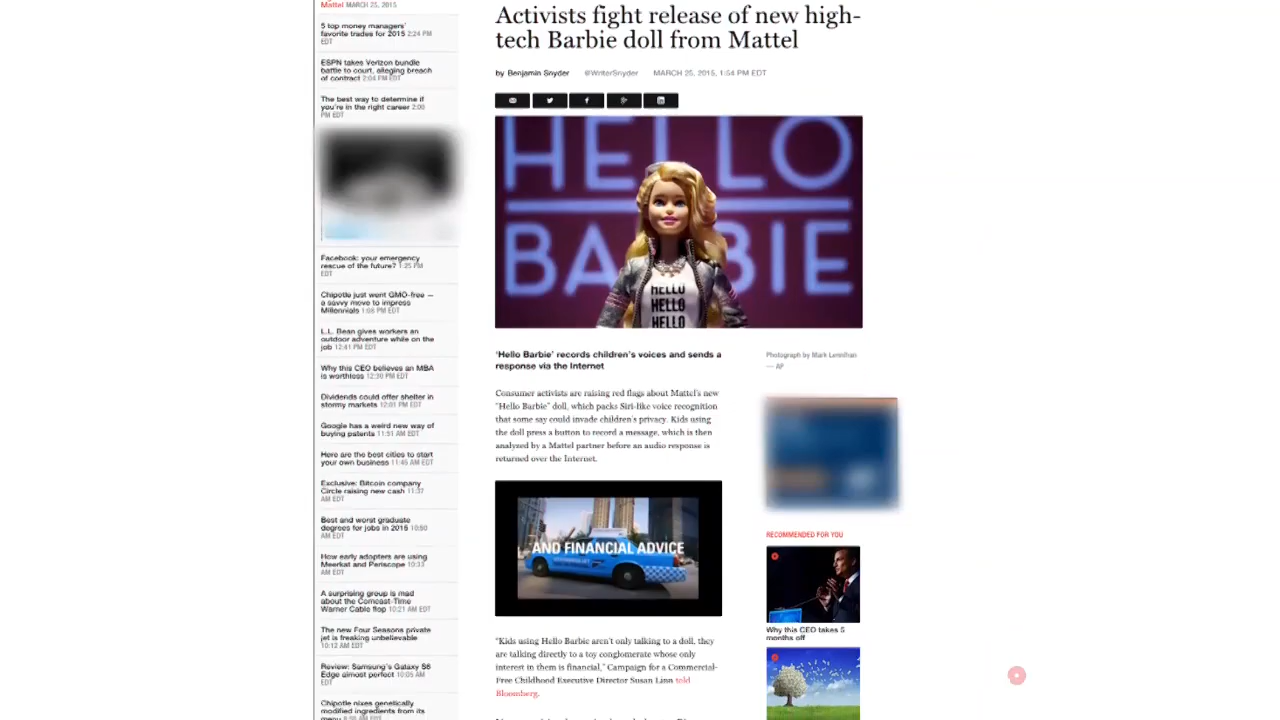 Mattel MARCH 25, 2015
5 top money managers'
favorite trades for 2015 2:24 PM
EDT
ESPN takes Verizon bundle
battle to court, alleging breach
of contract 2:04 PM EDT
The best way to determine if
you're in the right career 2:00
PM EDT
Facebook: your emergency
rescue of the future? 1:25 PM
EDT
Chipotle just went GMO-free —
a savvy move to impress
Millennials 1:08 PM EDT
L.L. Bean gives workers an
outdoor adventure while on the
job 12:41 PM EDT
Why this CEO believes an MBA
is worthless 12:30 PM EDT
Dividends could offer shelter in
stormy markets 12:01 PM EDT
Google has a weird new way of
buying patents 11:51 AM EDT
Here are the best cities to start
your own business 11:45 AM EDT
Exclusive: Bitcoin company
Circle raising new cash 11:37
AM EDT
Best and worst graduate
degrees for jobs in 2015 10:50
AM EDT
How early adopters are using
Meerkat and Periscope 10:33
AM EDT
A surprising group is mad
about the Comcast-Time
Warner Cable flop 10:21 AM EDT
The new Four Seasons private
jet is freaking unbelievable
10:12 AM EDT
Review: Samsung's Galaxy S6
Edge almost perfect 10:05 AM
EDT
Chipotle nixes genetically
modified ingredients from its
Activists fight release of new high-
tech Barbie doll from Mattel
by Benjamin Snyder @WriterSnyder MARCH 25, 2015, 1:54 PM EDT
HELLO
BARBIE
HELLO
HELLO
HELLO
'Hello Barbie' records children's voices and sends a
response via the Internet
Photograph by Mark Lennihan
— AP
Consumer activists are raising red flags about Mattel's new
"Hello Barbie" doll, which packs Siri-like voice recognition
that some say could invade children's privacy. Kids using
the doll press a button to record a message, which is then
analyzed by a Mattel partner before an audio response is
returned over the Internet.
AND FINANCIAL ADVICE
"Kids using Hello Barbie aren't only talking to a doll, they
are talking directly to a toy conglomerate whose only
interest in them is financial," Campaign for a Commercial-
Free Childhood Executive Director Susan Linn told
Bloomberg.
RECOMMENDED FOR YOU
Why this CEO takes 5
months off